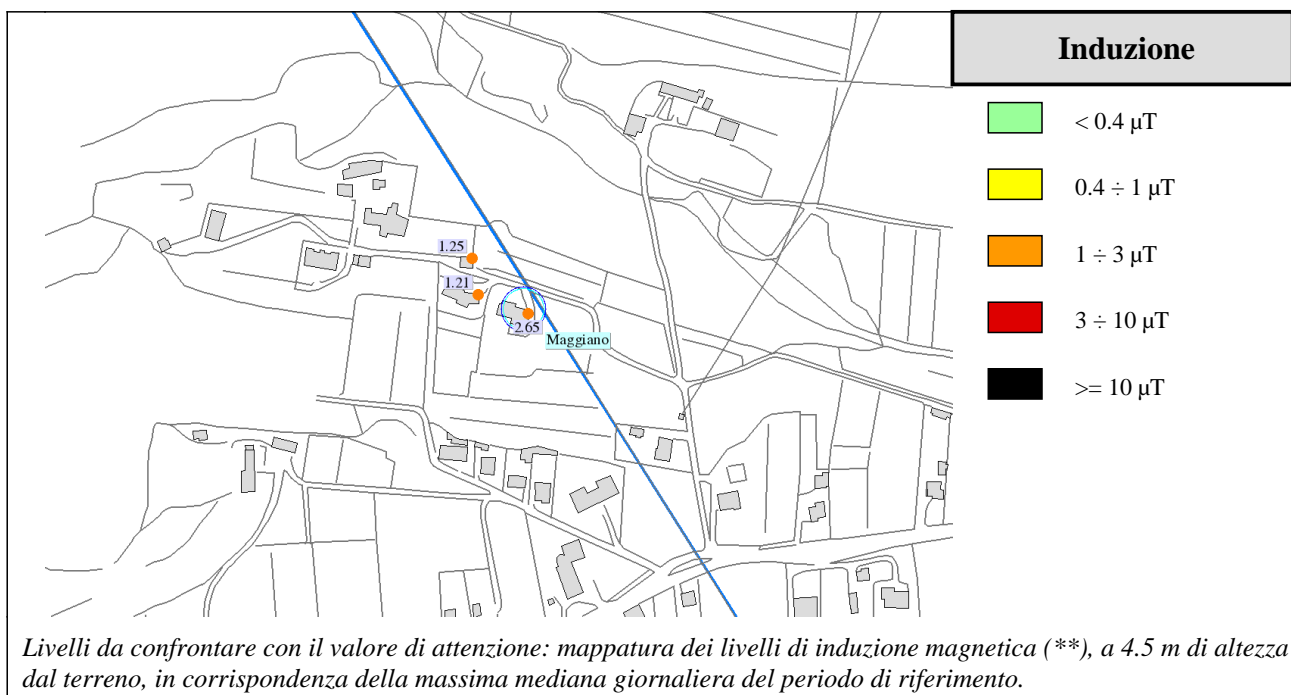 Induzione
< 0.4 µT
0.4 ÷ 1 µT
1 ÷ 3 µT
3 ÷ 10 µT
>= 10 µT
1.25
1.21
2.65
Maggiano
Livelli da confrontare con il valore di attenzione: mappatura dei livelli di induzione magnetica (**), a 4.5 m di altezza
dal terreno, in corrispondenza della massima mediana giornaliera del periodo di riferimento.